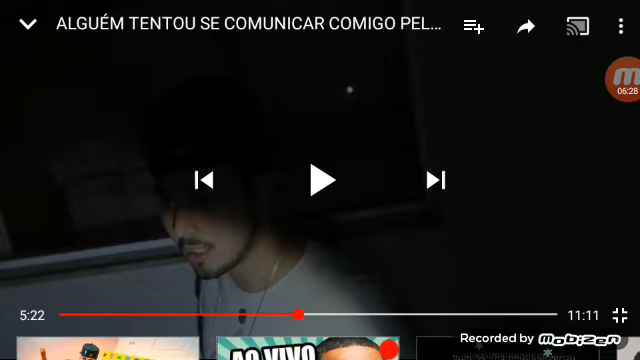 ALGUÉM TENTOU SE COMUNICAR COMIGO PEL...
06:28
5:22
11:11
Recorded by MOBIZEN
AO VIVO